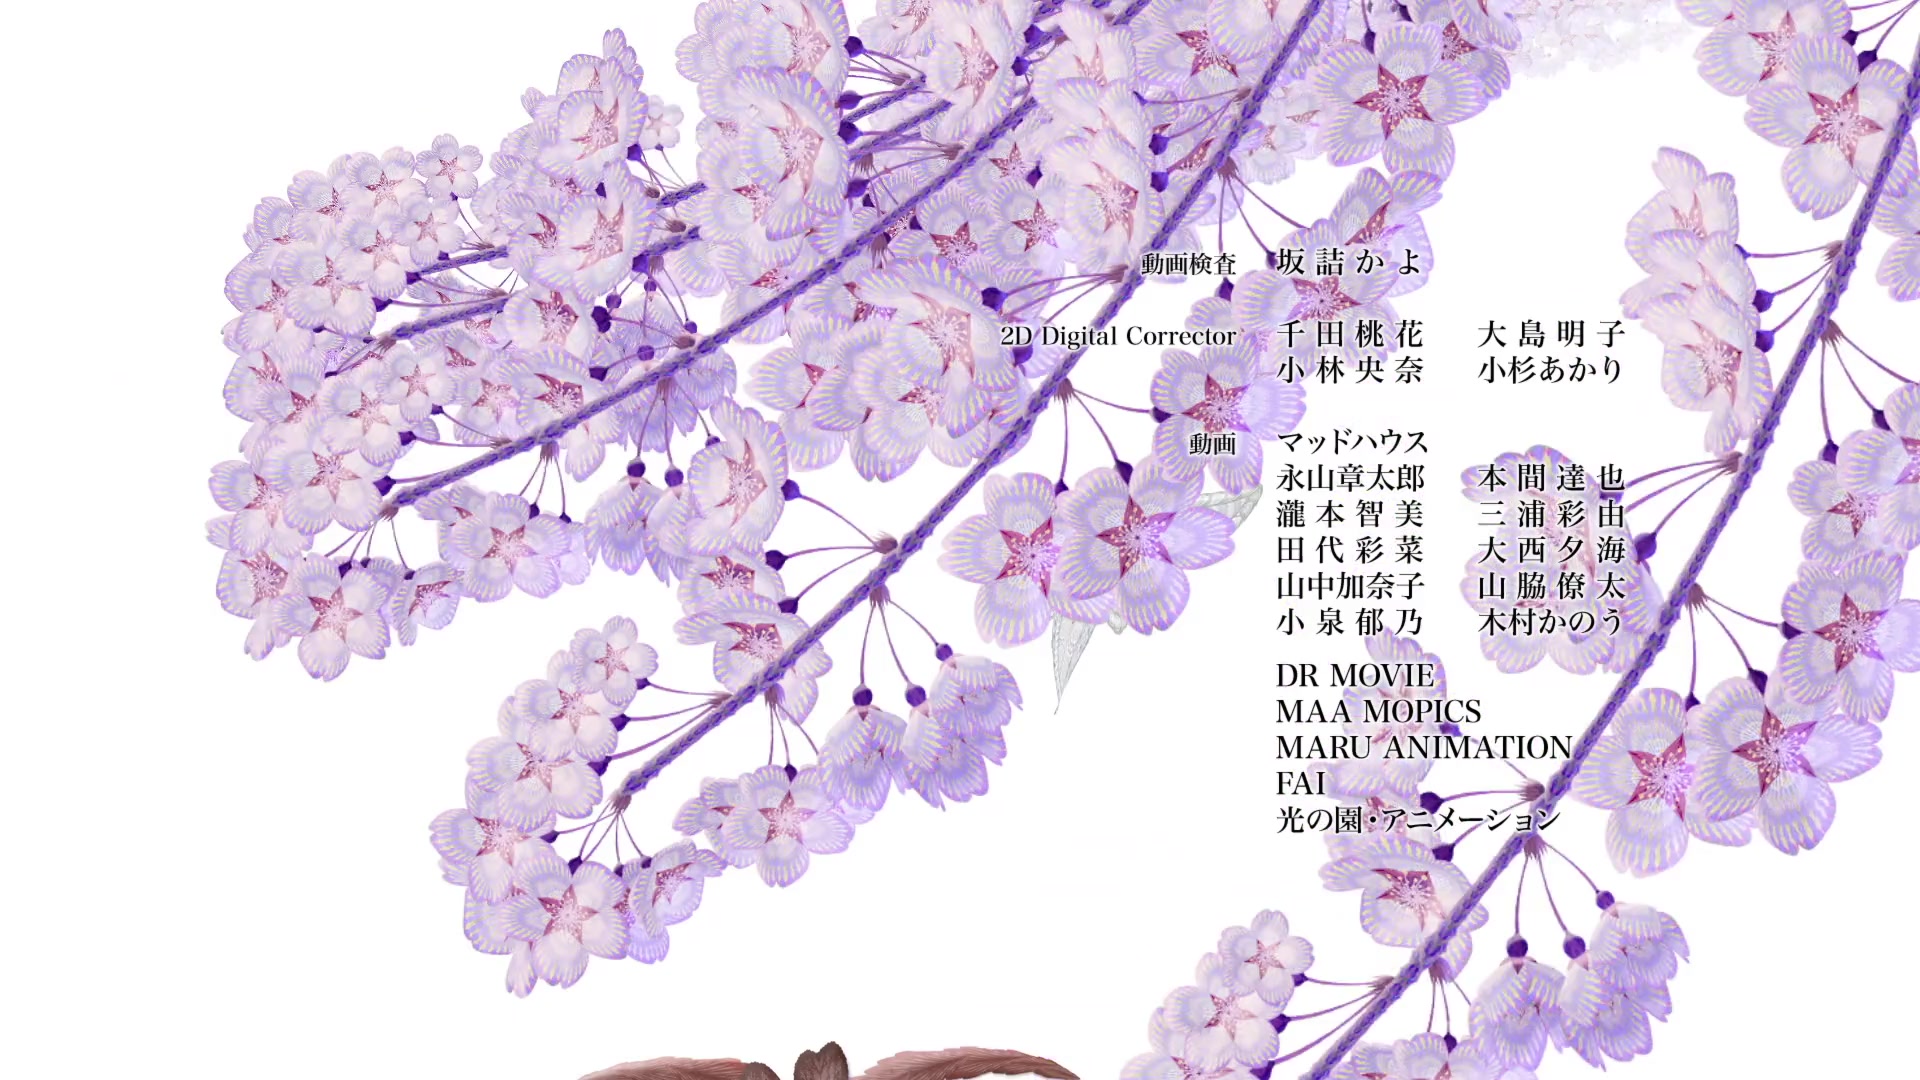 動画検査 坂詰かよ
2D Digital Corrector 千田桃花 大島明子
小林央奈 小杉あかり
動画 マッドハウス
永山章太郎 本間達也
瀧本智美 三浦彩由
田代彩菜 大西夕海
山中加奈子 山脇僚太
小泉郁乃 木村かのう
DR MOVIE
MAA MOPICS
MARU ANIMATION
FAI
光の園・アニメーション